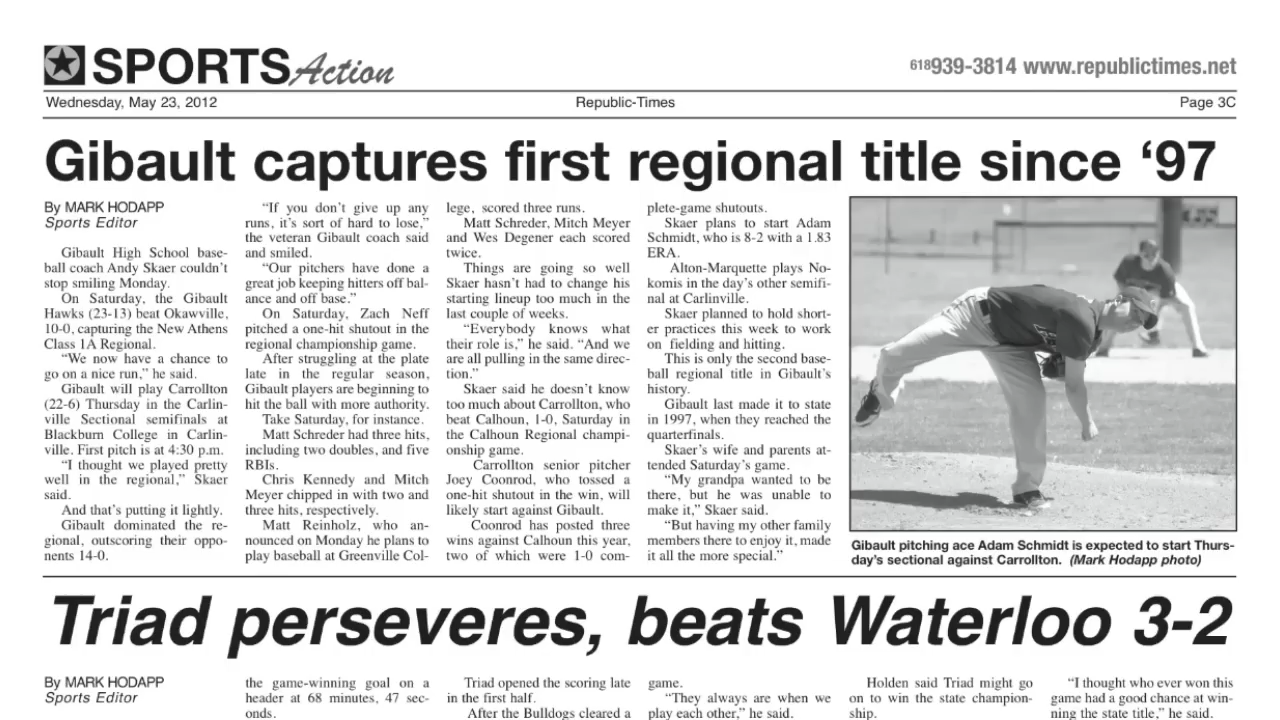 SPORTS Action
618939-3814 www.republictimes.net
Wednesday, May 23, 2012
Republic-Times
Page 3C
Gibault captures first regional title since ‘97
By MARK HODAPP
Sports Editor
Gibault High School base-
ball coach Andy Skaer couldn’t
stop smiling Monday.
On Saturday, the Gibault
Hawks (23-13) beat Okawville,
10-0, capturing the New Athens
Class 1A Regional.
“We now have a chance to
go on a nice run,” he said.
Gibault will play Carrollton
(22-6) Thursday in the Carlin-
ville Sectional semifinals at
Blackburn College in Carlin-
ville. First pitch is at 4:30 p.m.
“I thought we played pretty
well in the regional,” Skaer
said.
And that’s putting it lightly.
Gibault dominated the re-
gional, outscoring their oppo-
nents 14-0.
“If you don’t give up any
runs, it’s sort of hard to lose,”
the veteran Gibault coach said
and smiled.
“Our pitchers have done a
great job keeping hitters off bal-
ance and off base.”
On Saturday, Zach Neff
pitched a one-hit shutout in the
regional championship game.
After struggling at the plate
late in the regular season,
Gibault players are beginning to
hit the ball with more authority.
Take Saturday, for instance.
Matt Schreder had three hits,
including two doubles, and five
RBIs.
Chris Kennedy and Mitch
Meyer chipped in with two and
three hits, respectively.
Matt Reinholz, who an-
nounced on Monday he plans to
play baseball at Greenville Col-
lege, scored three runs.
Matt Schreder, Mitch Meyer
and Wes Degener each scored
twice.
Things are going so well
Skaer hasn’t had to change his
starting lineup too much in the
last couple of weeks.
“Everybody knows what
their role is,” he said. “And we
are all pulling in the same direc-
tion.”
Skaer said he doesn’t know
too much about Carrollton, who
beat Calhoun, 1-0, Saturday in
the Calhoun Regional champi-
onship game.
Carrollton senior pitcher
Joey Coonrod, who tossed a
one-hit shutout in the win, will
likely start against Gibault.
Coonrod has posted three
wins against Calhoun this year,
two of which were 1-0 com-
plete-game shutouts.
Skaer plans to start Adam
Schmidt, who is 8-2 with a 1.83
ERA.
Alton-Marquette plays No-
komis in the day’s other semifi-
nal at Carlinville.
Skaer planned to hold short-
er practices this week to work
on fielding and hitting.
This is only the second base-
ball regional title in Gibault’s
history.
Gibault last made it to state
in 1997, when they reached the
quarterfinals.
Skaer’s wife and parents at-
tended Saturday’s game.
“My grandpa wanted to be
there, but he was unable to
make it,” Skaer said.
“But having my other family
members there to enjoy it, made
it all the more special.”
Gibault pitching ace Adam Schmidt is expected to start Thurs-
day’s sectional against Carrollton. (Mark Hodapp photo)
Triad perseveres, beats Waterloo 3-2
By MARK HODAPP
Sports Editor
the game-winning goal on a
header at 68 minutes, 47 sec-
onds.
Triad opened the scoring late
in the first half.
After the Bulldogs cleared a
game.
“They always are when we
play each other,” he said.
Holden said Triad might go
on to win the state champion-
ship.
“I thought who ever won this
game had a good chance at win-
ning the state title,” he said.